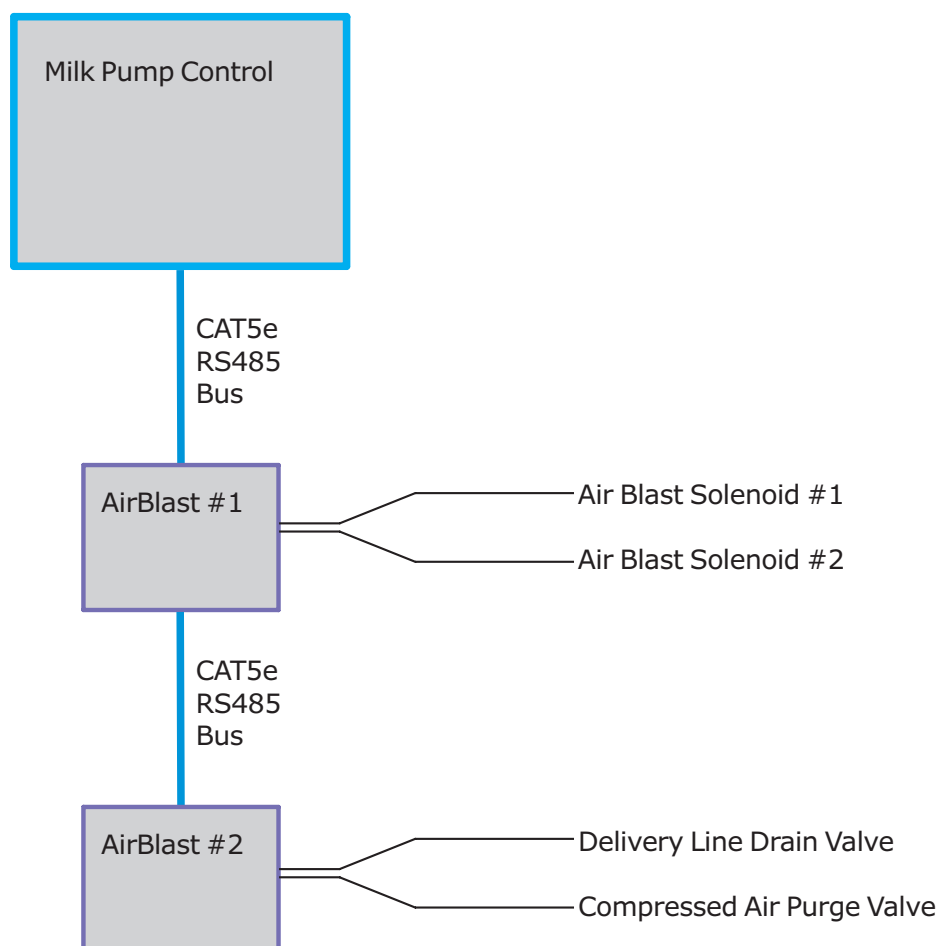 Milk Pump Control
CAT5e
RS485
Bus
AirBlast #1
Air Blast Solenoid #1
Air Blast Solenoid #2
CAT5e
RS485
Bus
AirBlast #2
Delivery Line Drain Valve
Compressed Air Purge Valve